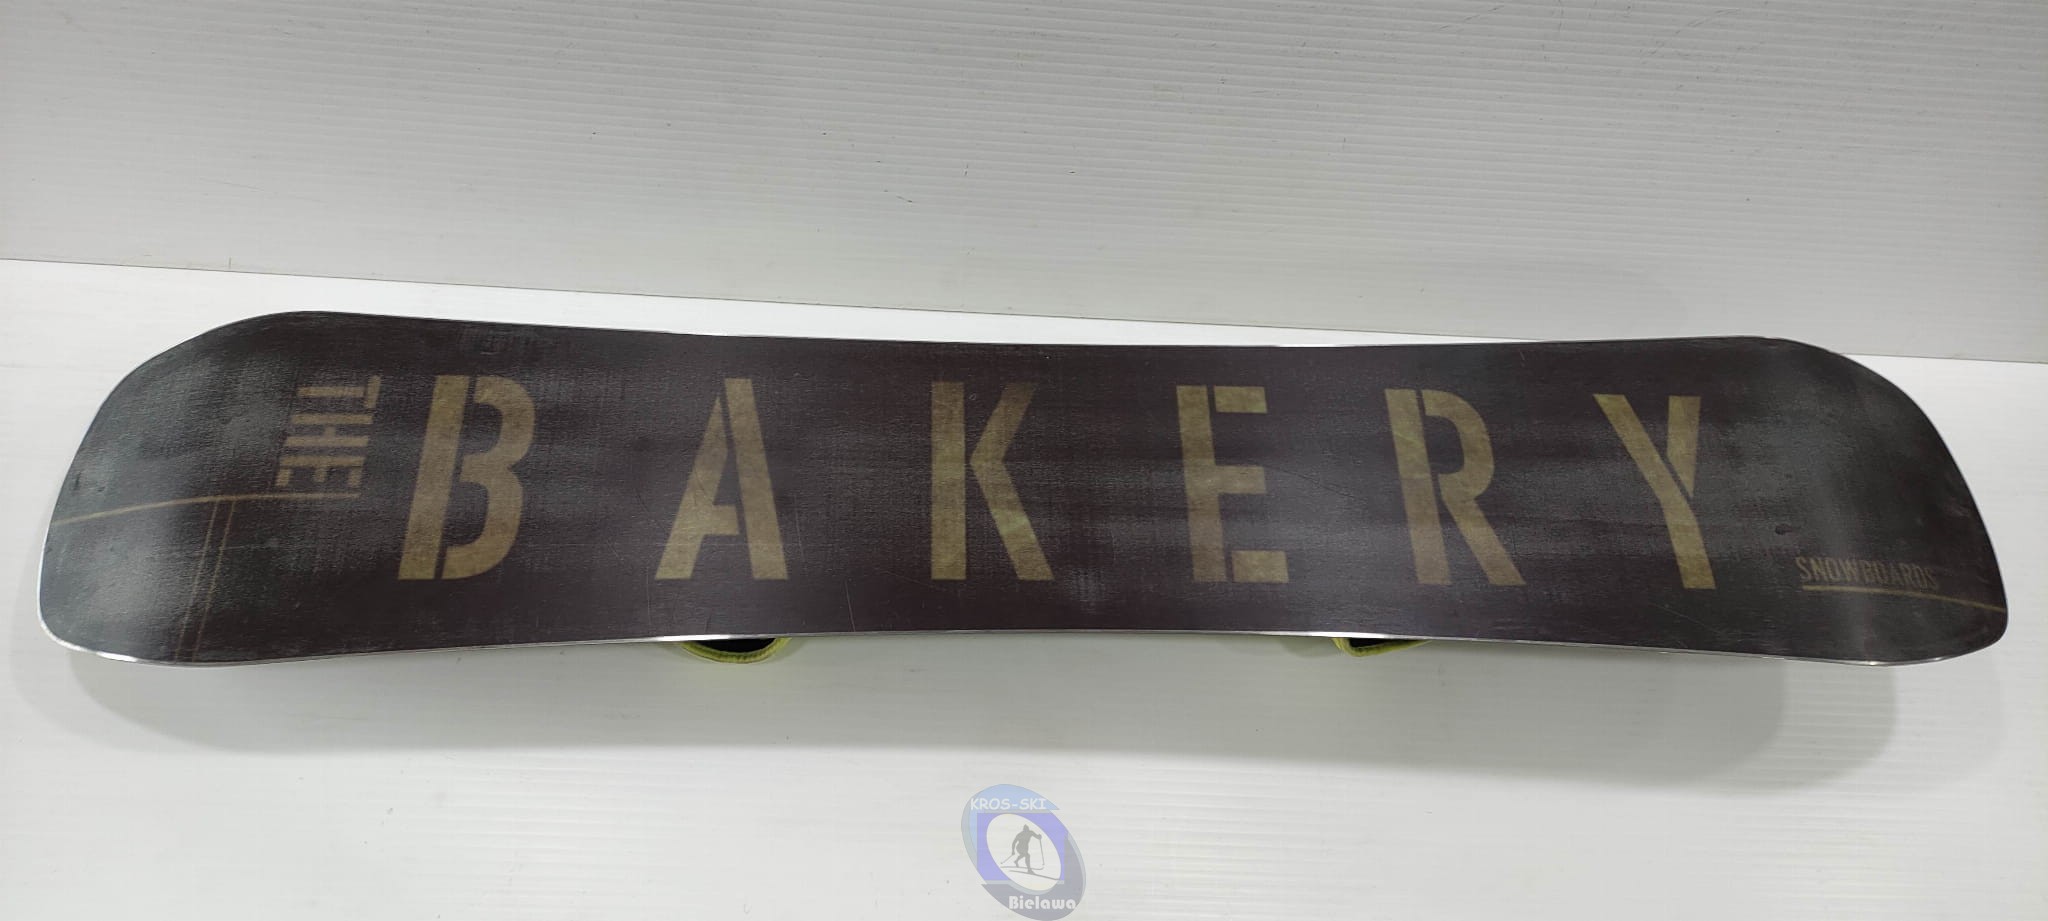 THE
BAKERY
SNOWBOARDS
KROS-SKI
Bielawa